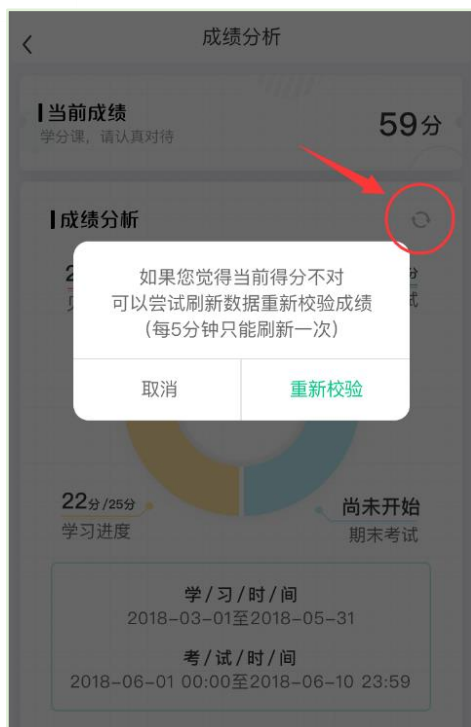 成绩分析
当前成绩
学分课，请认真对待
59分
成绩分析
如果您觉得当前得分不对
可以尝试刷新数据重新校验成绩
（每5分钟只能刷新一次）
取消
重新校验
22分/25分
学习进度
尚未开始
期末考试
学/习/时/间
2018-03-01至2018-05-31
考/试/时/间
2018-06-01 00:00至2018-06-10 23:59